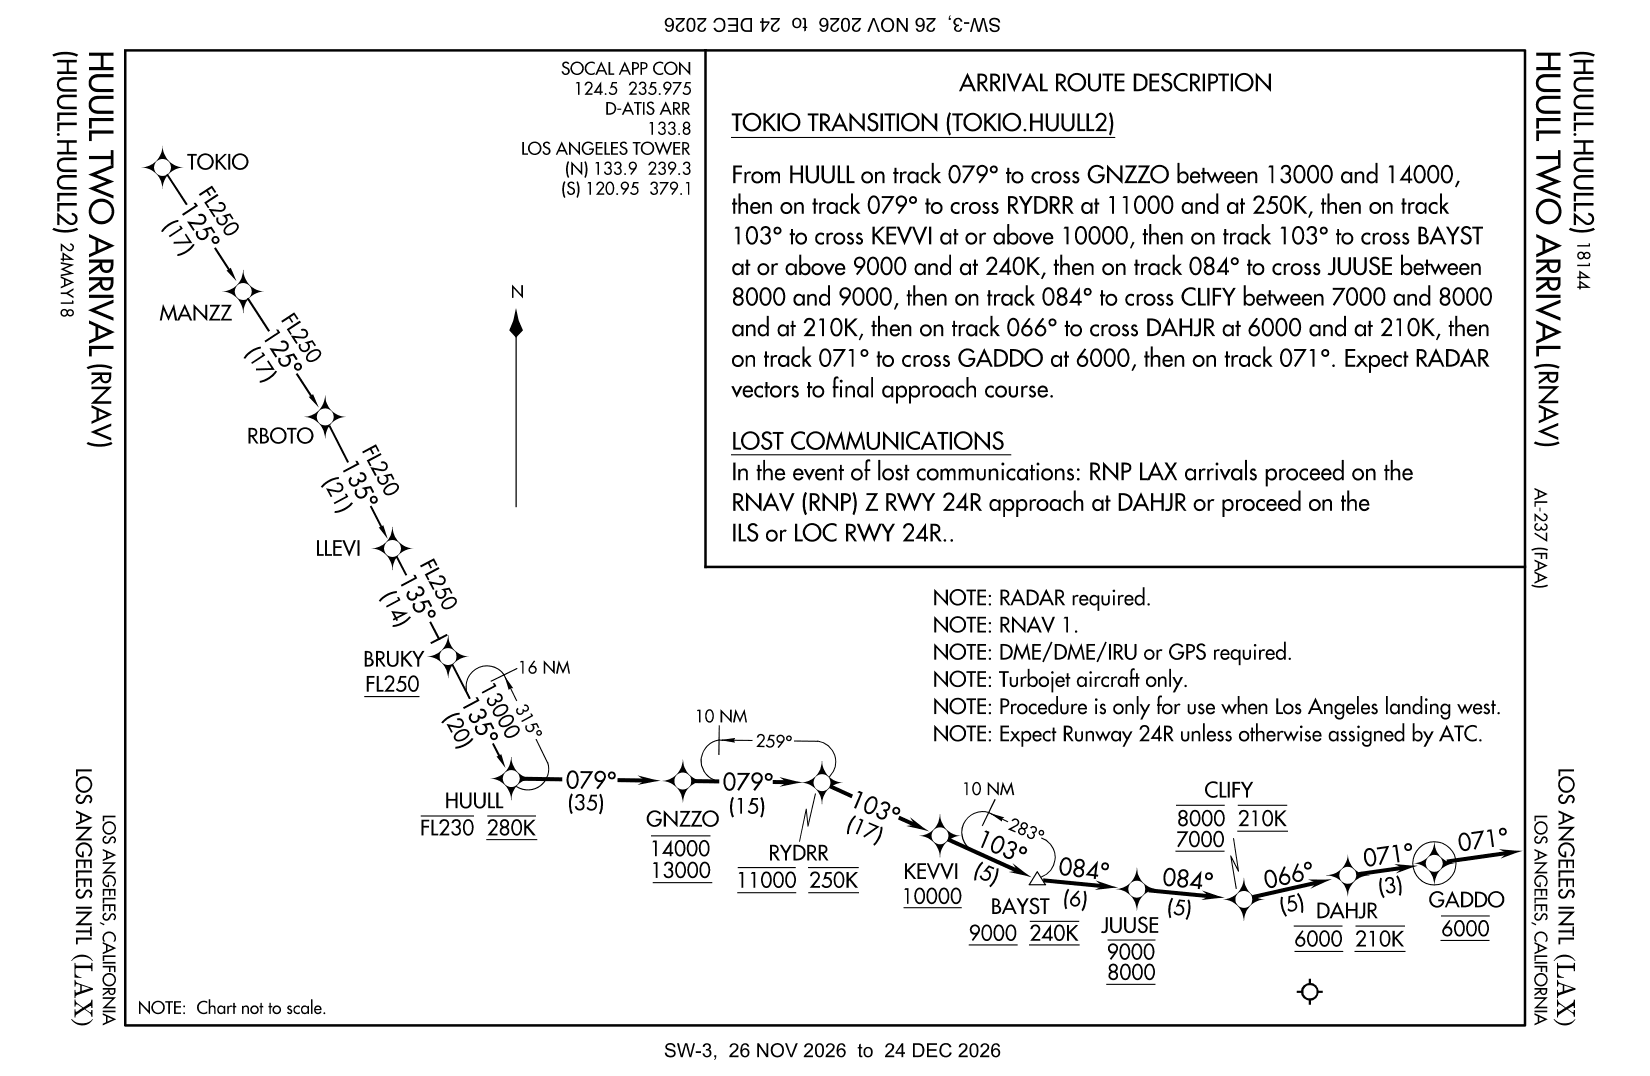 SW-3, 26 NOV 2026 to 24 DEC 2026
(HUULL.HUULL2) 24MAY18
HUULL TWO ARRIVAL (RNAV)
LOS ANGELES INTL (LAX)
LOS ANGELES, CALIFORNIA
(HUULL.HUULL2) 18144
HUULL TWO ARRIVAL (RNAV)
AL-237 (FAA)
LOS ANGELES INTL (LAX)
LOS ANGELES, CALIFORNIA
SOCAL APP CON
124.5 235.975
D-ATIS ARR
133.8
LOS ANGELES TOWER
(N) 133.9 239.3
(S) 120.95 379.1
ARRIVAL ROUTE DESCRIPTION
TOKIO TRANSITION (TOKIO.HUULL2)
From HUULL on track 079° to cross GNZZO between 13000 and 14000,
then on track 079° to cross RYDRR at 11000 and at 250K, then on track
103° to cross KEVVI at or above 10000, then on track 103° to cross BAYST
at or above 9000 and at 240K, then on track 084° to cross JUUSE between
8000 and 9000, then on track 084° to cross CLIFY between 7000 and 8000
and at 210K, then on track 066° to cross DAHJR at 6000 and at 210K, then
on track 071° to cross GADDO at 6000, then on track 071°. Expect RADAR
vectors to final approach course.
LOST COMMUNICATIONS
In the event of lost communications: RNP LAX arrivals proceed on the
RNAV (RNP) Z RWY 24R approach at DAHJR or proceed on the
ILS or LOC RWY 24R..
NOTE: RADAR required.
NOTE: RNAV 1.
NOTE: DME/DME/IRU or GPS required.
NOTE: Turbojet aircraft only.
NOTE: Procedure is only for use when Los Angeles landing west.
NOTE: Expect Runway 24R unless otherwise assigned by ATC.
TOKIO
FL250
125°
(17)
MANZZ
FL250
125°
(17)
RBOTO
FL250
135°
(21)
LLEVI
FL250
135°
(14)
BRUKY
FL250
16 NM
315°
13000
135°
(20)
N
HUULL
FL230 280K
079°
(35)
GNZZO
14000
13000
10 NM
259°
079°
(15)
RYDRR
11000 250K
103°
(17)
KEVVI
10000
10 NM
283°
103°
(5)
BAYST
9000 240K
084°
(6)
JUUSE
9000
8000
084°
(5)
CLIFY
8000 210K
7000
066°
(5)
DAHJR
6000 210K
071°
(3)
GADDO
6000
071°
NOTE: Chart not to scale.
SW-3, 26 NOV 2026 to 24 DEC 2026